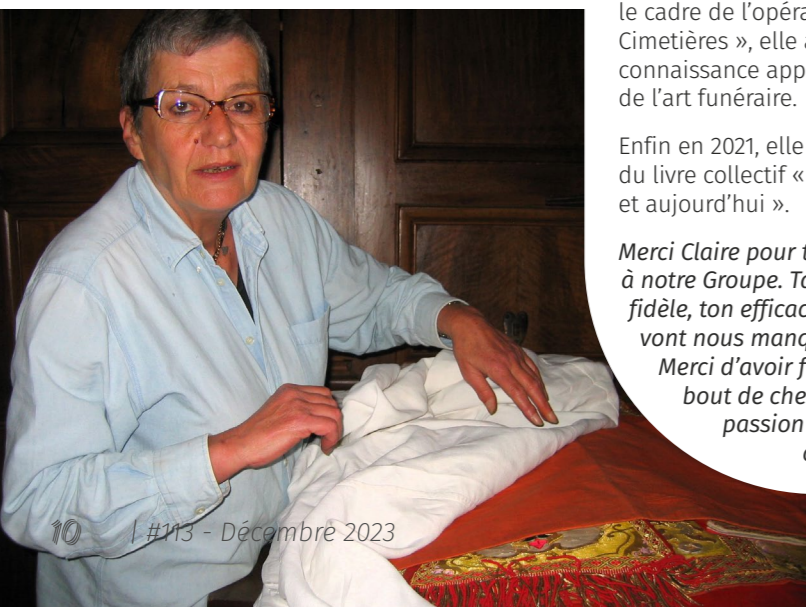 le cadre de l’opéra
Cimetières », elle a
connaissance app
de l’art funéraire.
Enfin en 2021, elle
du livre collectif «
et aujourd’hui ».
Merci Claire pour t
à notre Groupe. Ta
fidèle, ton efficac
vont nous manq
Merci d’avoir f
bout de che
passion
10 | #113 - Décembre 2023